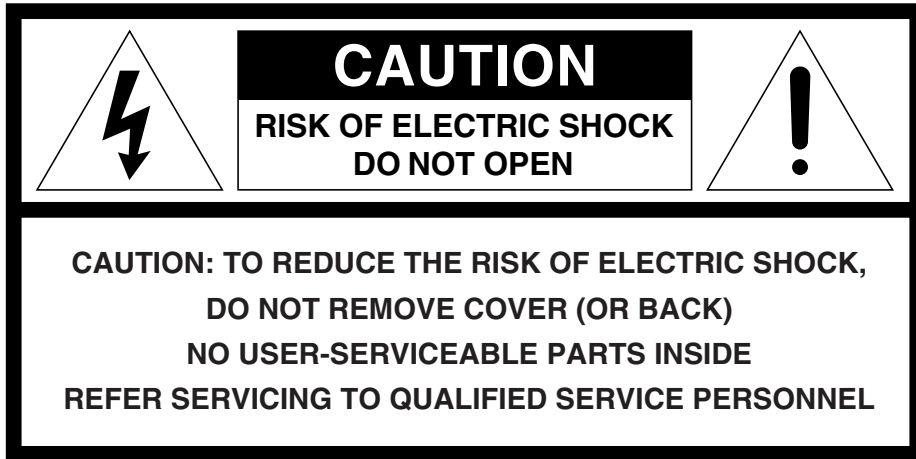 CAUTION
RISK OF ELECTRIC SHOCK
DO NOT OPEN
CAUTION: TO REDUCE THE RISK OF ELECTRIC SHOCK,
DO NOT REMOVE COVER (OR BACK)
NO USER-SERVICEABLE PARTS INSIDE
REFER SERVICING TO QUALIFIED SERVICE PERSONNEL